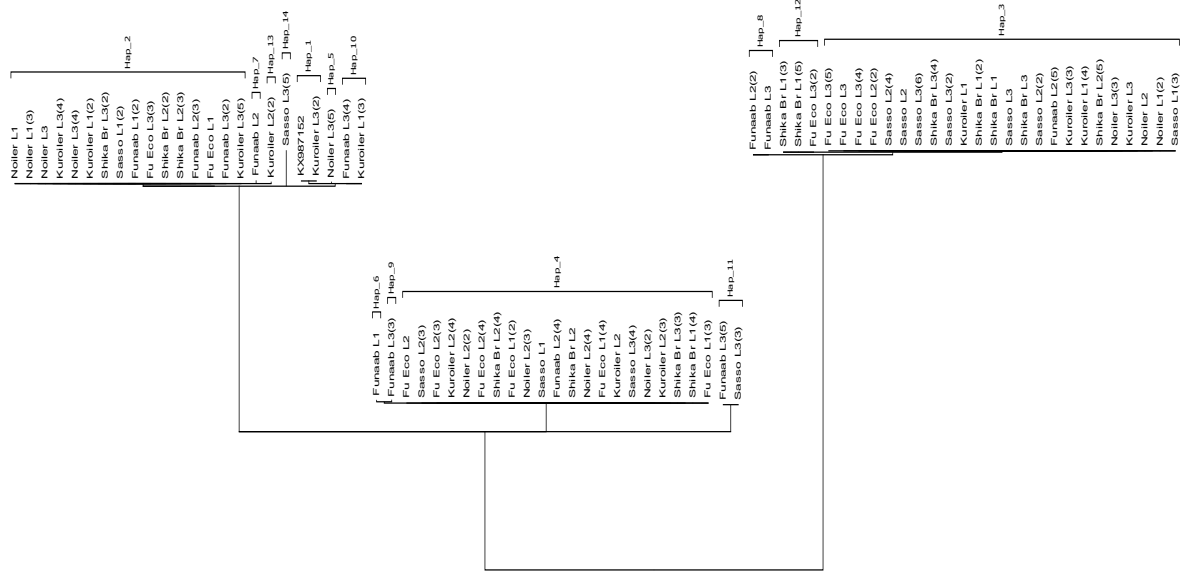 Hap_2
Hap_7
Hap_13
Hap_14
Hap_1
Hap_5
Hap_10
Noiler L1
Noiler L1(3)
Noiler L3
Kuroiler L3(4)
Noiler L3(4)
Kuroiler L1(2)
Shika Br L3(2)
Sasso L1(2)
Funaab L1(2)
Fu Eco L3(3)
Shika Br L2(2)
Shika Br L2(3)
Funaab L2(3)
Fu Eco L1
Funaab L3(2)
Kuroiler L3(5)
Funaab L2
Kuroiler L2(2)
Sasso L3(5)
KX987152
Kuroiler L3(2)
Noiler L3(5)
Funaab L3(4)
Kuroiler L1(3)
Hap_8
Hap_12
Hap_3
Funaab L2(2)
Funaab L3
Shika Br L1(3)
Shika Br L1(5)
Fu Eco L3(2)
Fu Eco L3(5)
Fu Eco L3
Fu Eco L3(4)
Fu Eco L2(2)
Sasso L2(4)
Sasso L2
Sasso L3(6)
Shika Br L3(4)
Sasso L3(2)
Kuroiler L1
Shika Br L1(2)
Shika Br L1
Sasso L3
Shika Br L3
Sasso L2(2)
Funaab L2(5)
Kuroiler L3(3)
Kuroiler L1(4)
Shika Br L2(5)
Noiler L3(3)
Kuroiler L3
Noiler L2
Noiler L1(2)
Sasso L1(3)
Hap_6
Hap_9
Hap_4
Hap_11
Funaab L1
Funaab L3(3)
Fu Eco L2
Sasso L2(3)
Fu Eco L2(3)
Kuroiler L2(4)
Noiler L2(2)
Fu Eco L2(4)
Shika Br L2(4)
Fu Eco L1(2)
Noiler L2(3)
Sasso L1
Funaab L2(4)
Shika Br L2
Noiler L2(4)
Fu Eco L1(4)
Kuroiler L2
Sasso L3(4)
Noiler L3(2)
Kuroiler L2(3)
Shika Br L3(3)
Shika Br L1(4)
Fu Eco L1(3)
Funaab L3(5)
Sasso L3(3)